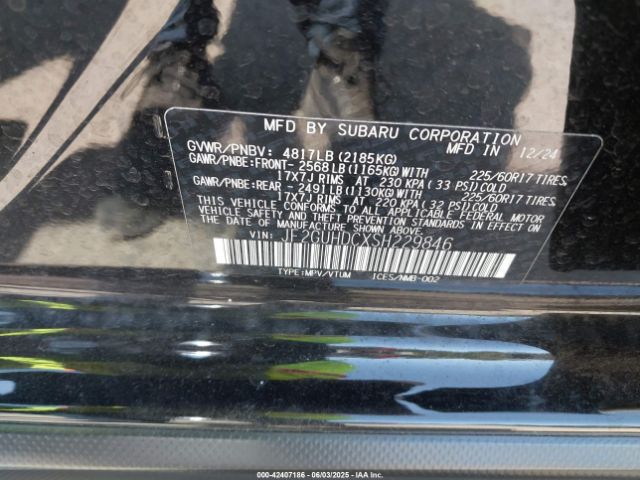 MFD BY SUBARU CORPORATION MFD IN 12/24
GVWR/PNBV: 4817LB (2185KG)
GAWR/PNBE: FRONT- 2568LB (1165KG) WITH 225/60R17 TIRES,
17X7J RIMS AT 230 KPA ( 33 PSI) COLD
GAWR/PNBE: REAR - 2491LB (1130KG) WITH 225/60R17 TIRES,
17X7J RIMS AT 220 KPA ( 32 PSI) COLD
THIS VEHICLE CONFORMS TO ALL APPLICABLE FEDERAL MOTOR
VEHICLE SAFETY AND THEFT PREVENTION STANDARDS IN EFFECT ON
THE DATE OF MANUFACTURE SHOWN ABOVE.
VIN: JF2GUHDCXSH229846
TYPE:MPV/VTUM ICES/NMB-002
00-42407186 - 06/03/2025 - IAAI Inc.